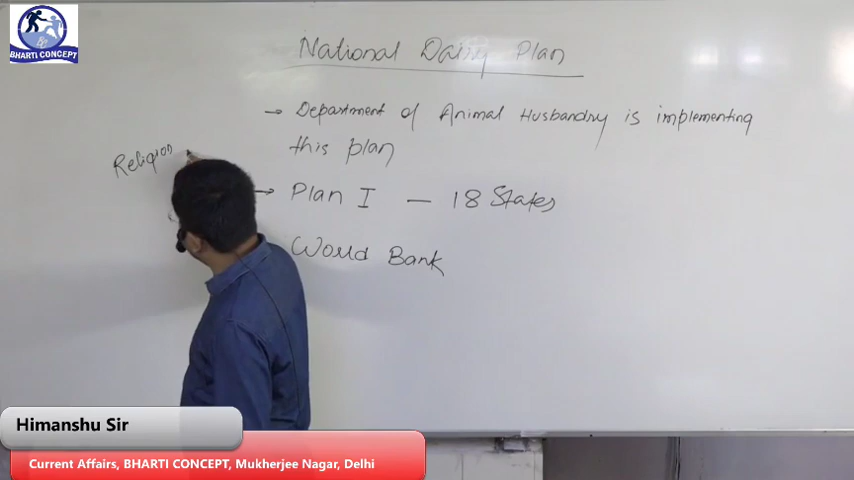 BHARTI CONCEPT
National Dairy Plan
→ Department of Animal Husbandry is implementing
this plan
Religion
→ Plan I — 18 States
World Bank
Himanshu Sir
Current Affairs, BHARTI CONCEPT, Mukherjee Nagar, Delhi